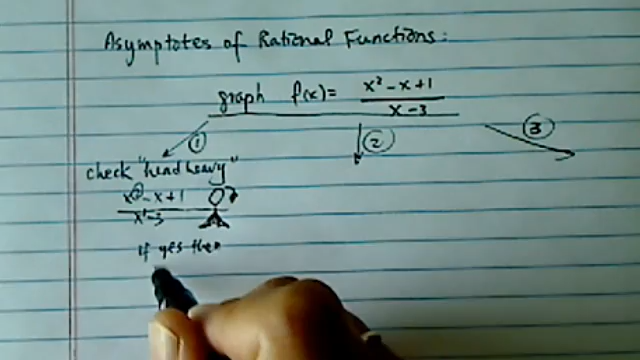 Asymptotes of Rational Functions:
graph f(x)= x² - x + 1
x - 3
① ② ③
check "head heavy"
x² - x + 1
x¹ - 3
if yes then